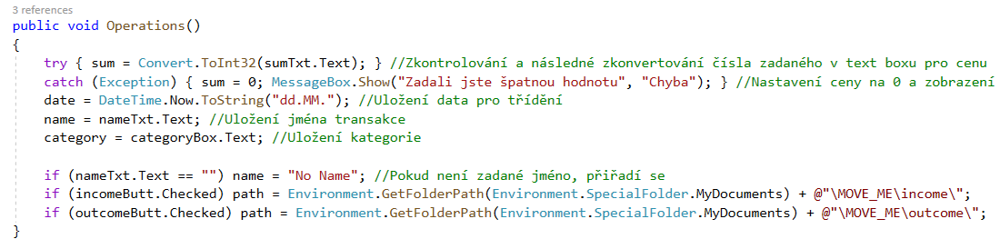 3 references
public void Operations()
{
try { sum = Convert.ToInt32(sumTxt.Text); } //Zkontrolování a následné zkonvertování čísla zadaného v text boxu pro cenu
catch (Exception) { sum = 0; MessageBox.Show("Zadali jste špatnou hodnotu", "Chyba"); } //Nastavení ceny na 0 a zobrazení
date = DateTime.Now.ToString("dd.MM."); //Uložení data pro třídění
name = nameTxt.Text; //Uložení jména transakce
category = categoryBox.Text; //Uložení kategorie
if (nameTxt.Text == "") name = "No Name"; //Pokud není zadané jméno, přiřadí se
if (incomeButt.Checked) path = Environment.GetFolderPath(Environment.SpecialFolder.MyDocuments) + @"\MOVE_ME\income\";
if (outcomeButt.Checked) path = Environment.GetFolderPath(Environment.SpecialFolder.MyDocuments) + @"\MOVE_ME\outcome\";
}